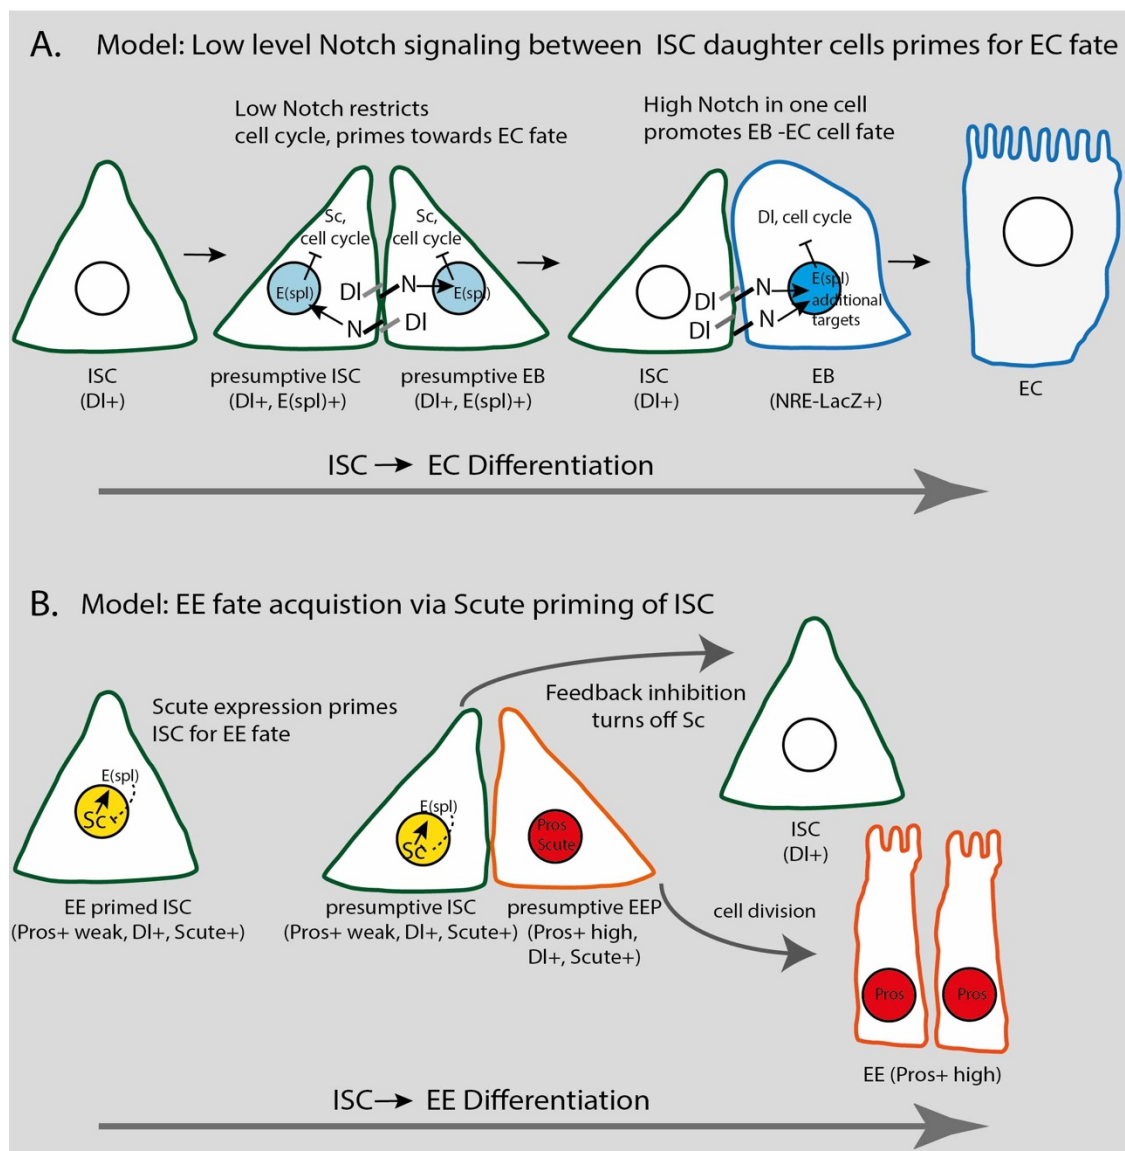 A. Model: Low level Notch signaling between ISC daughter cells primes for EC fate
Low Notch restricts
cell cycle, primes towards EC fate
High Notch in one cell
promotes EB -EC cell fate
Sc,
cell cycle
E(spl)
Dl
N
Sc,
cell cycle
N
E(spl)
Dl
Dl
Dl
Dl, cell cycle
N
N
E(spl)
additional
targets
ISC
(Dl+)
presumptive ISC
(Dl+, E(spl)+)
presumptive EB
(Dl+, E(spl)+)
ISC
(Dl+)
EB
(NRE-LacZ+)
EC
ISC → EC Differentiation
B. Model: EE fate acquistion via Scute priming of ISC
Scute expression primes
ISC for EE fate
E(spl)
Sc
EE primed ISC
(Pros+ weak, Dl+, Scute+)
E(spl)
Sc
presumptive ISC
(Pros+ weak, Dl+, Scute+)
Pros
Scute
presumptive EEP
(Pros+ high,
Dl+, Scute+)
Feedback inhibition
turns off Sc
ISC
(Dl+)
cell division
Pros
Pros
EE (Pros+ high)
ISC → EE Differentiation